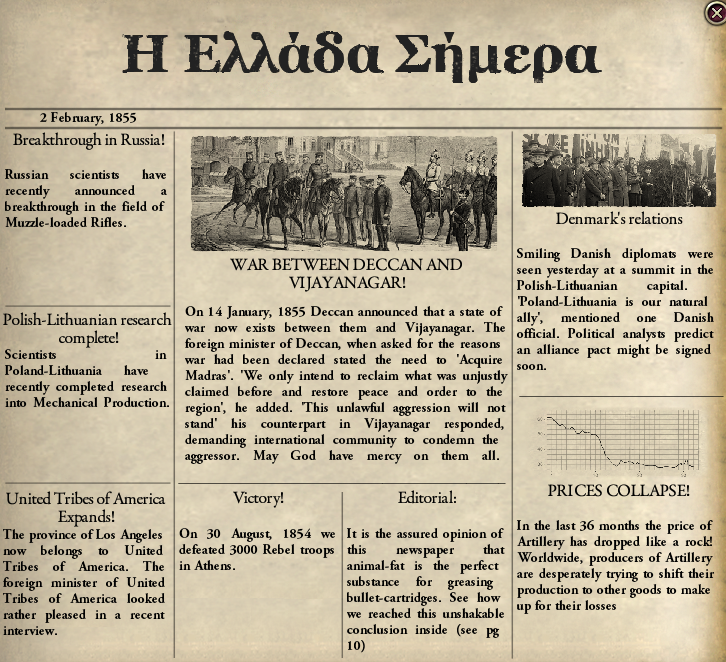 Η Ελλάδα Σήμερα
2 February, 1855
Breakthrough in Russia!
Russian scientists have
recently announced a
breakthrough in the field of
Muzzle-loaded Rifles.
Polish-Lithuanian research
complete!
Scientists in
Poland-Lithuania have
recently completed research
into Mechanical Production.
United Tribes of America
Expands!
The province of Los Angeles
now belongs to United
Tribes of America. The
foreign minister of United
Tribes of America looked
rather pleased in a recent
interview.
WAR BETWEEN DECCAN AND
VIJAYANAGAR!
On 14 January, 1855 Deccan announced that a state of
war now exists between them and Vijayanagar. The
foreign minister of Deccan, when asked for the reasons
war had been declared stated the need to 'Acquire
Madras'. 'We only intend to reclaim what was unjustly
claimed before and restore peace and order to the
region', he added. 'This unlawful aggression will not
stand' his counterpart in Vijayanagar responded,
demanding international community to condemn the
aggressor. May God have mercy on them all.
Victory!
On 30 August, 1854 we
defeated 3000 Rebel troops
in Athens.
Editorial:
It is the assured opinion of
this newspaper that
animal-fat is the perfect
substance for greasing
bullet-cartridges. See how
we reached this unshakable
conclusion inside (see pg
10)
Denmark's relations
Smiling Danish diplomats were
seen yesterday at a summit in the
Polish-Lithuanian capital.
'Poland-Lithuania is our natural
ally', mentioned one Danish
official. Political analysts predict
an alliance pact might be signed
soon.
PRICES COLLAPSE!
In the last 36 months the price of
Artillery has dropped like a rock!
Worldwide, producers of Artillery
are desperately trying to shift their
production to other goods to make
up for their losses